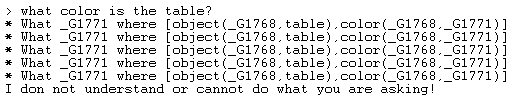 > what color is the table?
* What _G1771 where [object(_G1768,table),color(_G1768,_G1771)]
* What _G1771 where [object(_G1768,table),color(_G1768,_G1771)]
* What _G1771 where [object(_G1768,table),color(_G1768,_G1771)]
* What _G1771 where [object(_G1768,table),color(_G1768,_G1771)]
* What _G1771 where [object(_G1768,table),color(_G1768,_G1771)]
I don not understand or cannot do what you are asking!